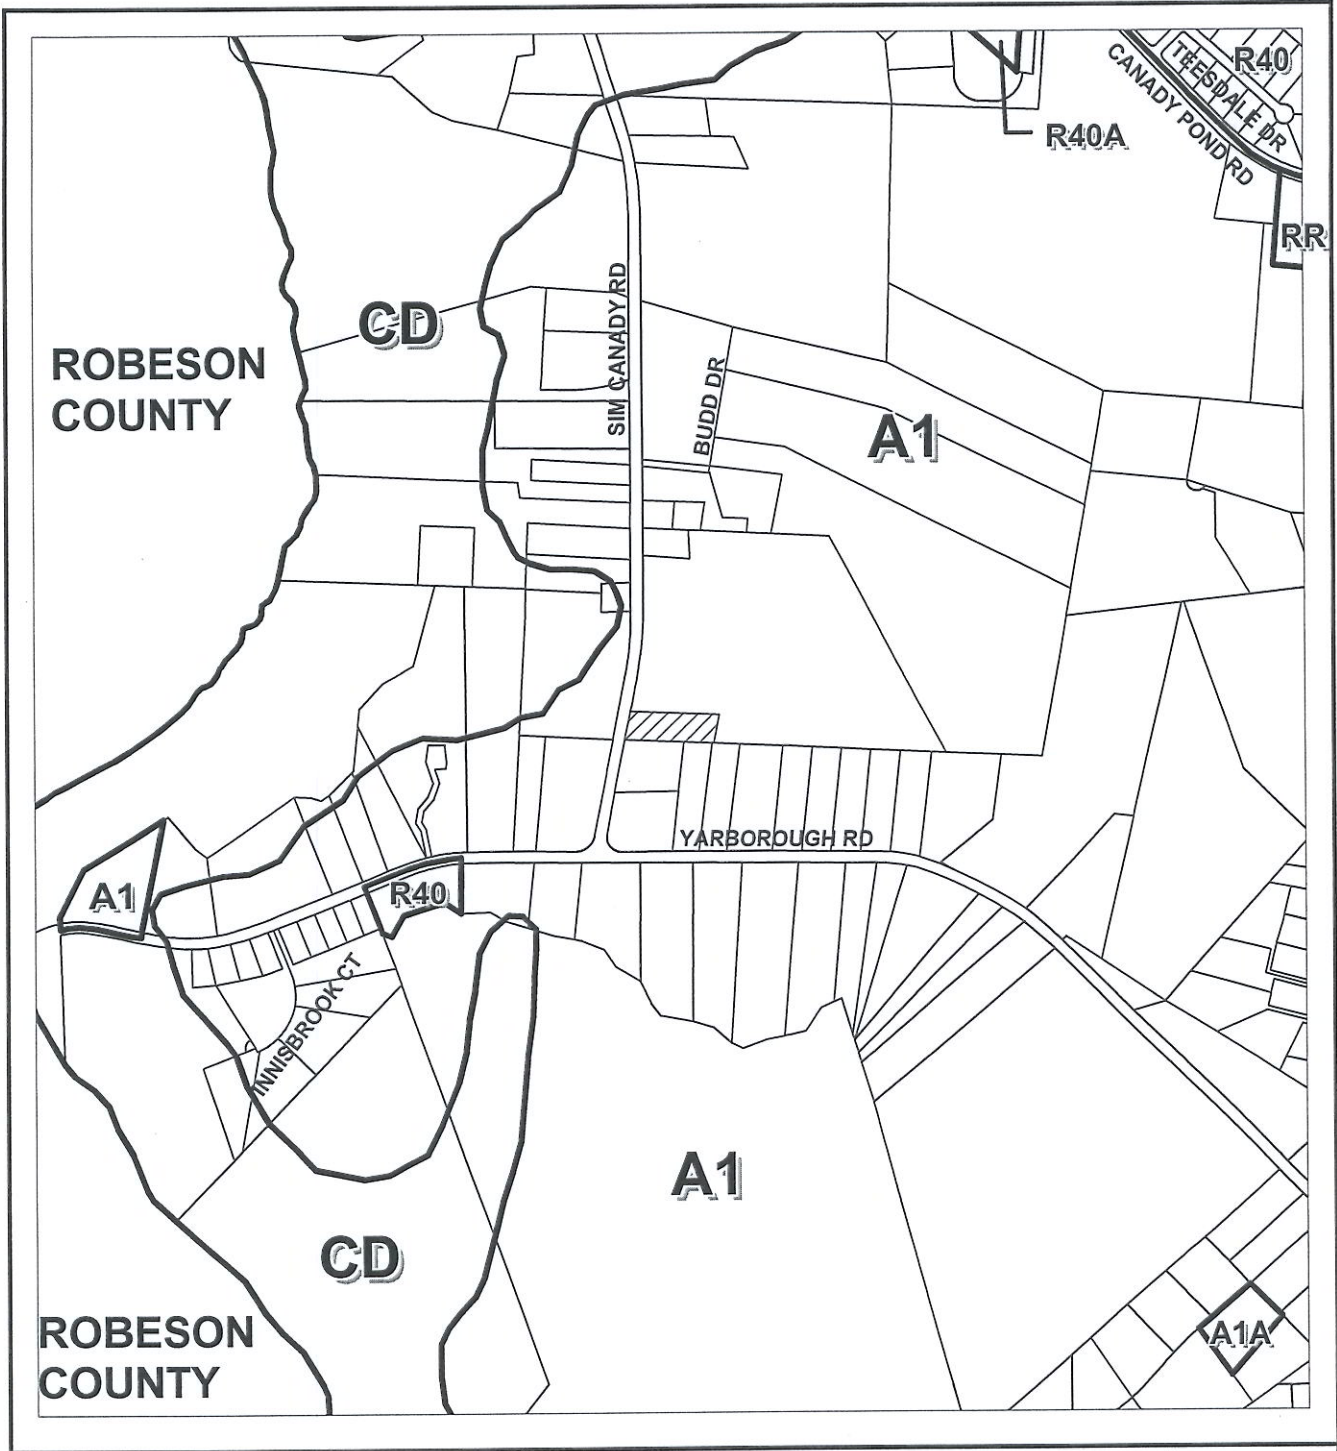 R40
TEESDALE DR
CANADY POND RD
R40A
RR
CD
SIM CANADY RD
ROBESON
COUNTY
BUDD DR
A1
YARBOROUGH RD
A1
R40
INNISBROOK CT
A1
CD
ROBESON
COUNTY
A1A